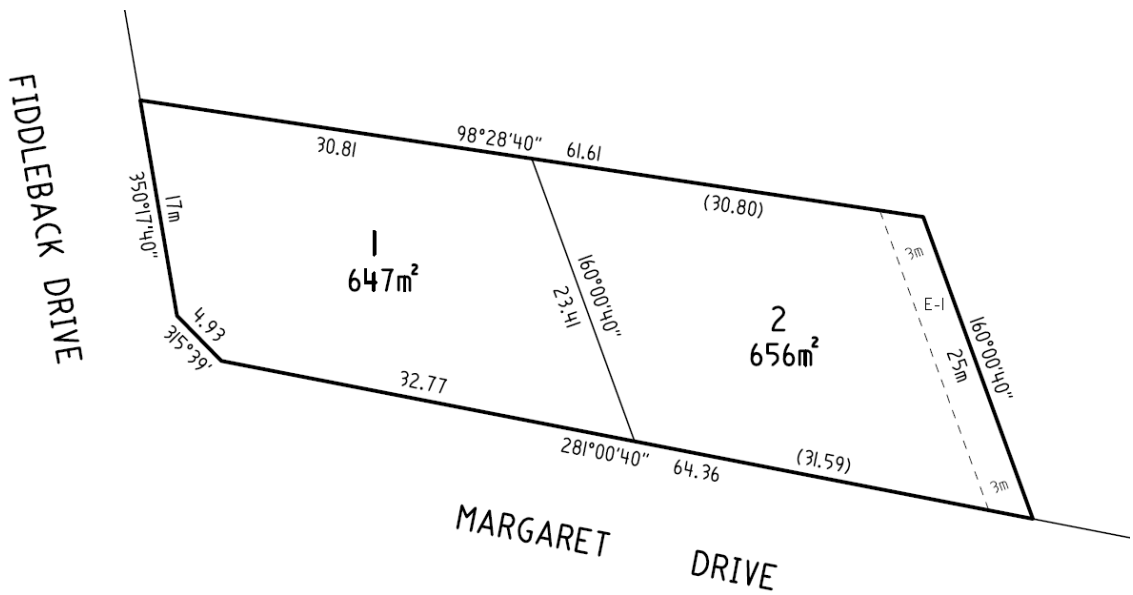 FIDDLEBACK DRIVE
98°28'40" 61.61
30.81
(30.80)
350°17'40"
17m
1
647m²
160°00'40"
23.41
2
656m²
3m
E-1
25m
160°00'40"
3m
4.93
315°39'
32.77
281°00'40" 64.36
(31.59)
MARGARET DRIVE